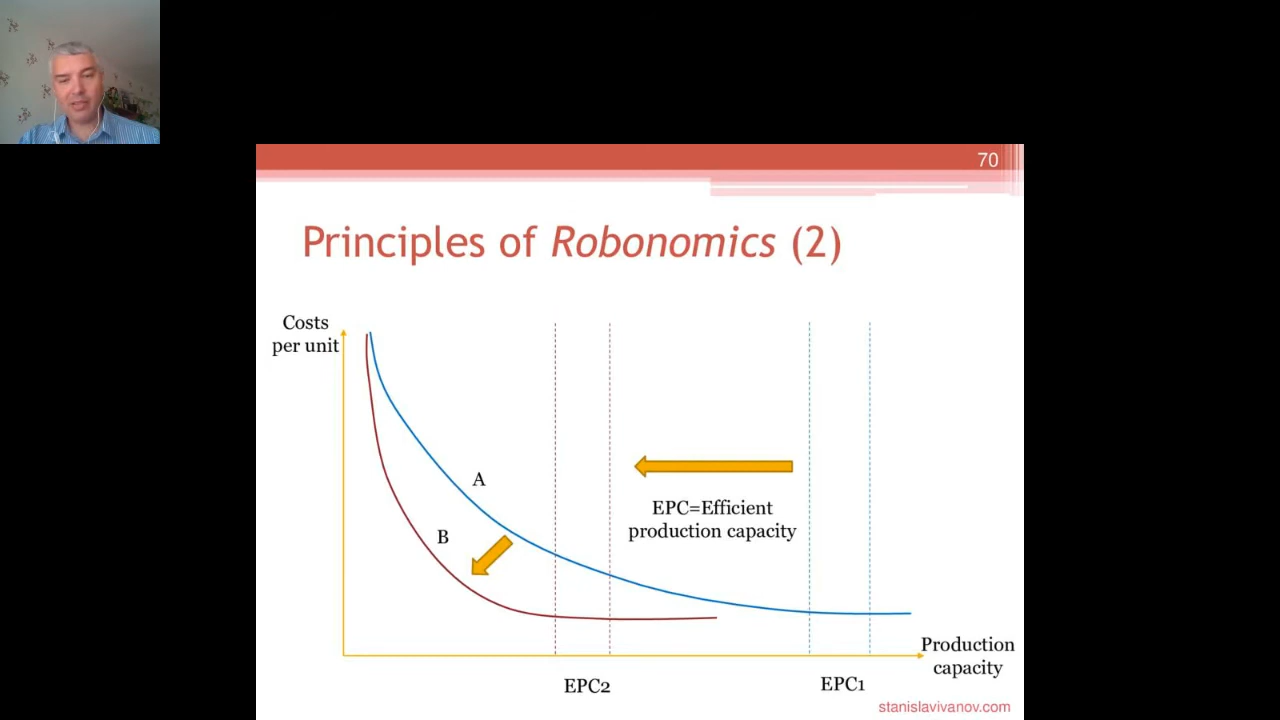 70
Principles of Robonomics (2)
Costs
per unit
A
B
EPC=Efficient
production capacity
Production
capacity
EPC2
EPC1
stanislavivanov.com